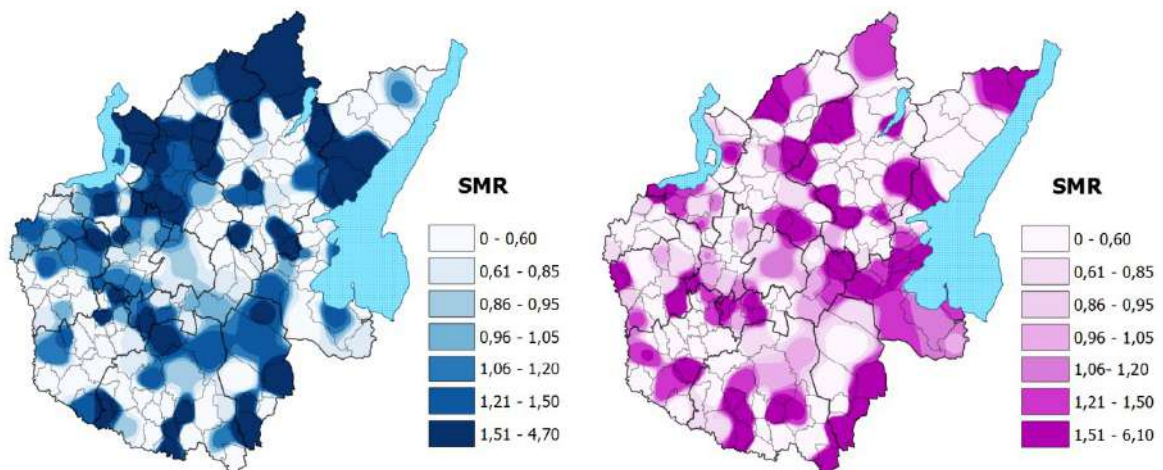 SMR
0 - 0,60
0,61 - 0,85
0,86 - 0,95
0,96 - 1,05
1,06 - 1,20
1,21 - 1,50
1,51 - 4,70
SMR
0 - 0,60
0,61 - 0,85
0,86 - 0,95
0,96 - 1,05
1,06- 1,20
1,21 - 1,50
1,51 - 6,10